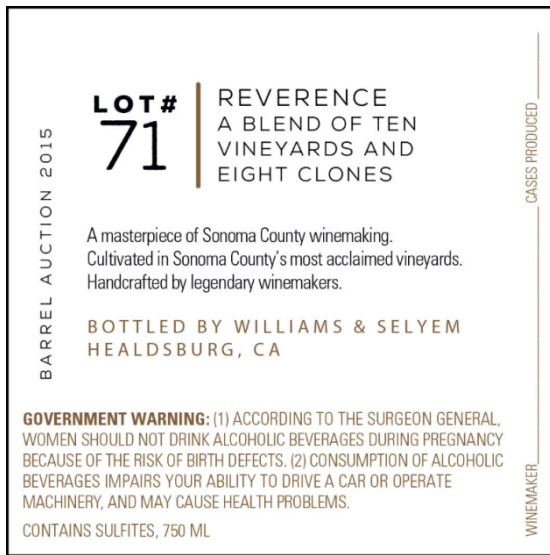 BARREL AUCTION 2015
LOT#
71
REVERENCE
A BLEND OF TEN
VINEYARDS AND
EIGHT CLONES
A masterpiece of Sonoma County winemaking.
Cultivated in Sonoma County's most acclaimed vineyards.
Handcrafted by legendary winemakers.
BOTTLED BY WILLIAMS & SELYEM
HEALDSBURG, CA
GOVERNMENT WARNING: (1) ACCORDING TO THE SURGEON GENERAL,
WOMEN SHOULD NOT DRINK ALCOHOLIC BEVERAGES DURING PREGNANCY
BECAUSE OF THE RISK OF BIRTH DEFECTS. (2) CONSUMPTION OF ALCOHOLIC
BEVERAGES IMPAIRS YOUR ABILITY TO DRIVE A CAR OR OPERATE
MACHINERY, AND MAY CAUSE HEALTH PROBLEMS.
CONTAINS SULFITES, 750 ML
WINEMAKER CASES PRODUCED